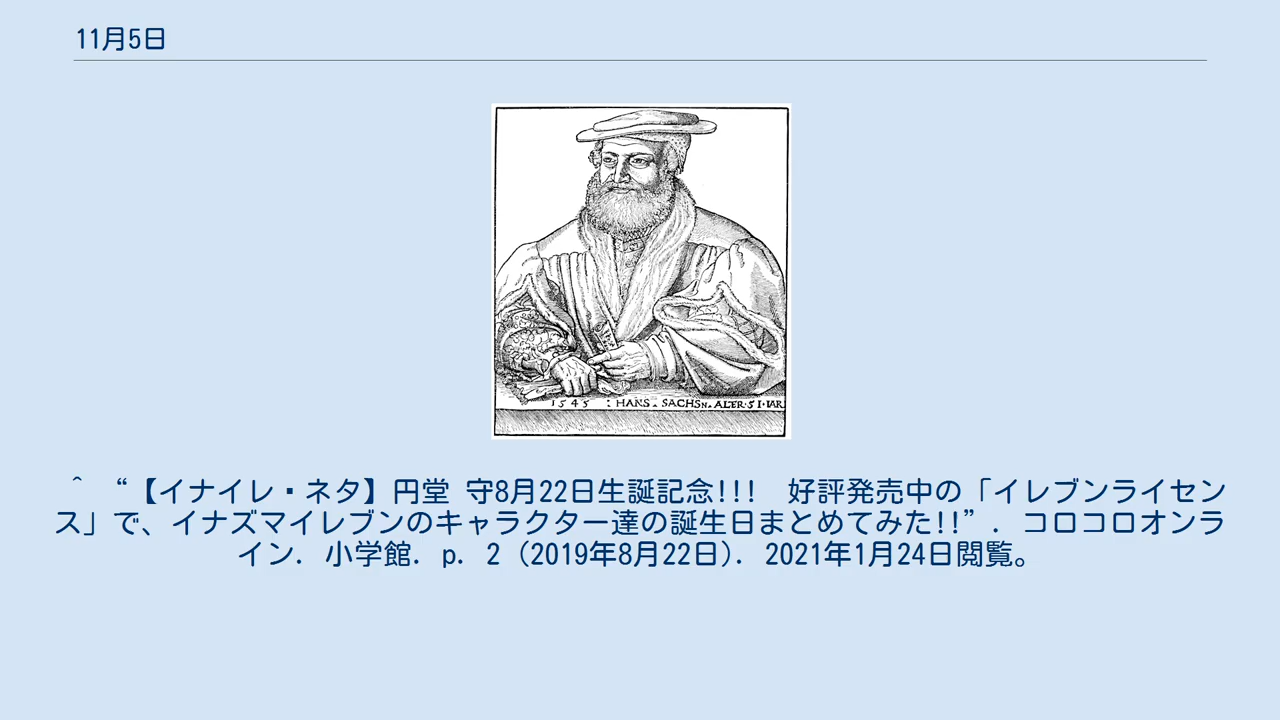 11月5日
1545 : HANS. SACHSN. ALTER. 51. IAR
^ “【イナイレ・ネタ】円堂 守8月22日生誕記念!!!　好評発売中の「イレブンライセン
ス」で、イナズマイレブンのキャラクター達の誕生日まとめてみた!!”. コロコロオンラ
イン. 小学館. p. 2 (2019年8月22日). 2021年1月24日閲覧。